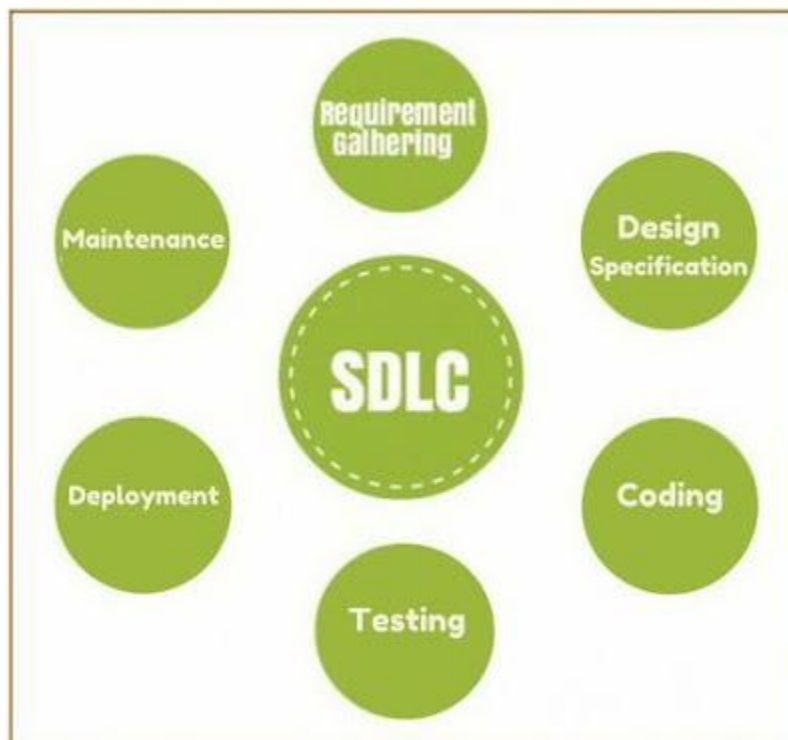 Requirement
Gathering
Design
Specification
Maintenance
SDLC
Coding
Deployment
Testing